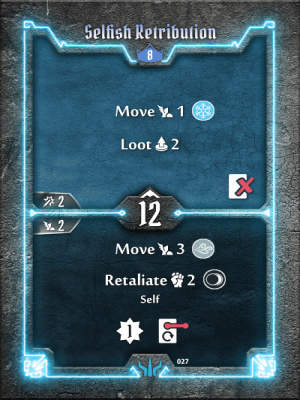 Selfish Retribution
8
Move 1
Loot 2
2
12
2
Move 3
Retaliate 2
Self
1
027